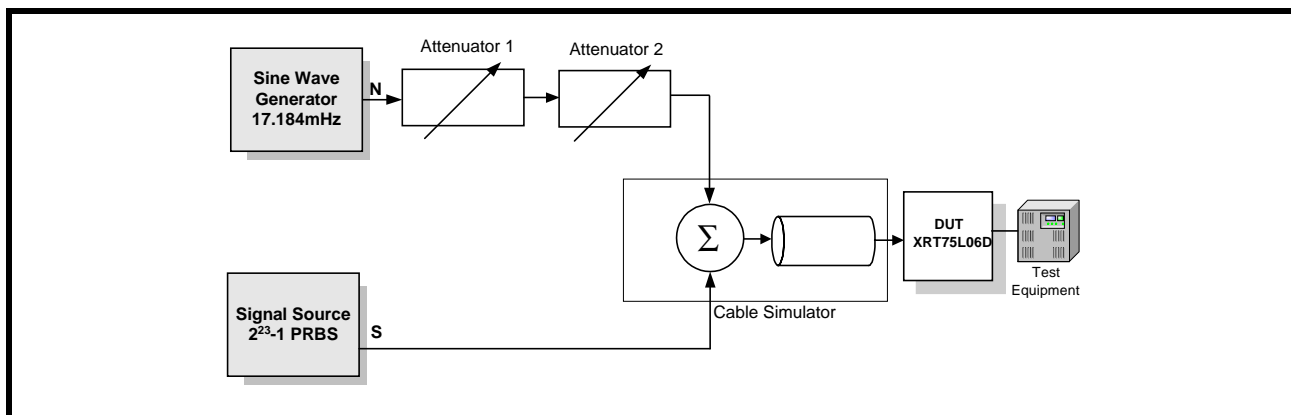 Attenuator 1
Attenuator 2
Sine Wave
Generator
17.184mHz
N
Σ
DUT
XRT75L06D
Test
Equipment
Cable Simulator
Signal Source
2²³-1 PRBS
S